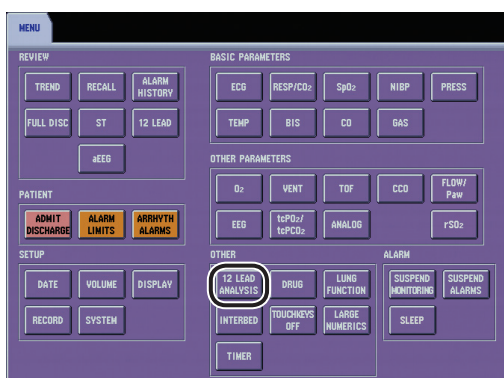 MENU
REVIEW
TREND
RECALL
ALARM
HISTORY
FULL DISC
ST
12 LEAD
aEEG
BASIC PARAMETERS
ECG
RESP/CO2
SpO2
NIBP
PRESS
TEMP
BIS
CO
GAS
OTHER PARAMETERS
O2
VENT
TOF
CCO
FLOW/
Paw
EEG
tcPO2/
tcPCO2
ANALOG
rSO2
PATIENT
ADMIT
DISCHARGE
ALARM
LIMITS
ARRHYTH
ALARMS
SETUP
DATE
VOLUME
DISPLAY
RECORD
SYSTEM
OTHER
12 LEAD
ANALYSIS
DRUG
LUNG
FUNCTION
INTERBED
TOUCHKEYS
OFF
LARGE
NUMERICS
TIMER
ALARM
SUSPEND
MONITORING
SUSPEND
ALARMS
SLEEP